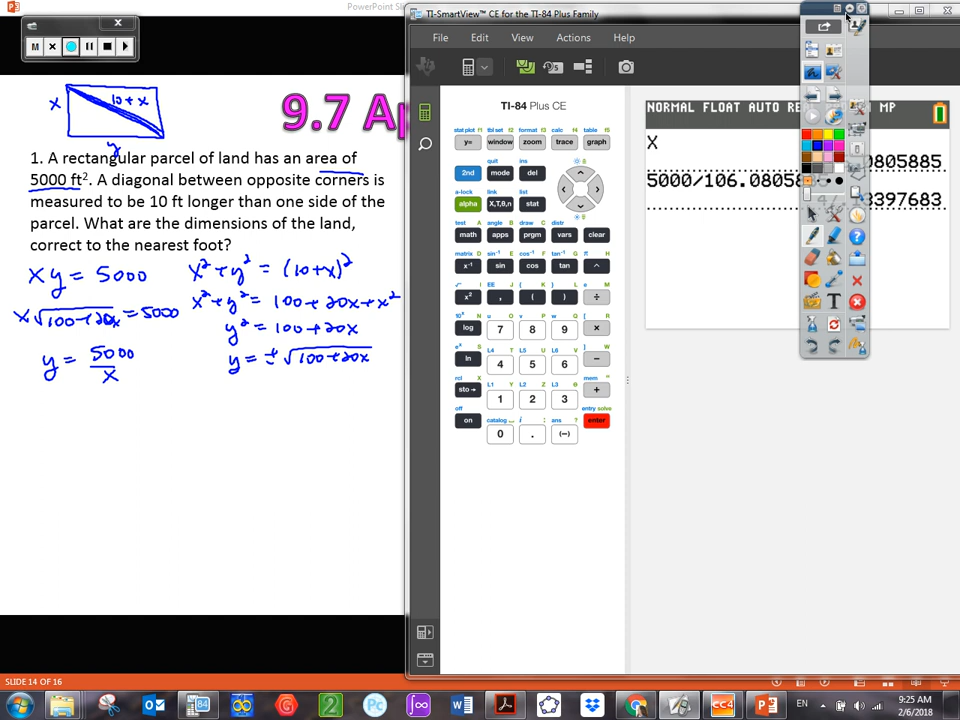 PowerPoint
TI-SmartView™ CE for the TI-84 Plus Family
File Edit View Actions Help
TI-84 Plus CE
NORMAL FLOAT AUTO MP
X
0805885
5000/106.0805
397683
x
10+x
y
9.7
1. A rectangular parcel of land has an area of
5000 ft². A diagonal between opposite corners is
measured to be 10 ft longer than one side of the
parcel. What are the dimensions of the land,
correct to the nearest foot?
xy = 5000
x² + y² = (10+x)²
x² + y² = 100+20x+x²
x√100+20x = 5000
y² = 100+20x
y = 5000/x
y = ±√100+20x
stat plot f1 tbl set f2 format f3 calc f4 table f5
y= window zoom trace graph
quit ins
2nd mode del
a-lock link list
alpha X,T,θ,n stat
test A angle B draw C distr
math apps prgm vars clear
matrix D sin⁻¹ E cos⁻¹ F tan⁻¹ G π H
x⁻¹ sin cos tan ^
√ I EE J { K } L e M
x² , ( ) ÷
10ˣ N u O v P w Q [ R
log 7 8 9 ×
eˣ S L4 T L5 U L6 V ] W
ln 4 5 6 −
rcl X L1 Y L2 Z L3 θ mem "
sto→ 1 2 3 +
off catalog i : ans ? entry solve
on 0 . (−) enter
SLIDE 14 OF 16
EN
9:25 AM
2/6/2018